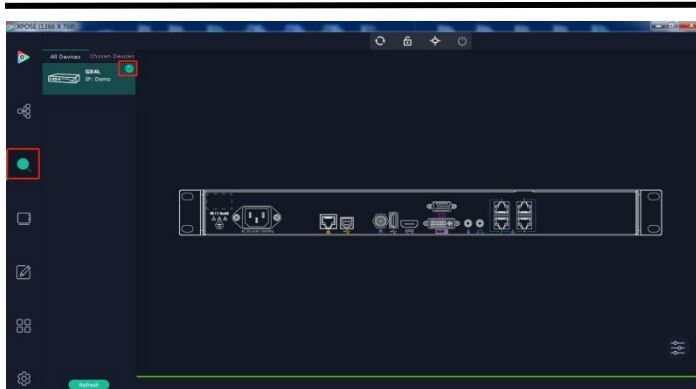 XPOSE (1366 X 768)
All Devices Chosen Devices
GX4L
IP: Demo
Refresh